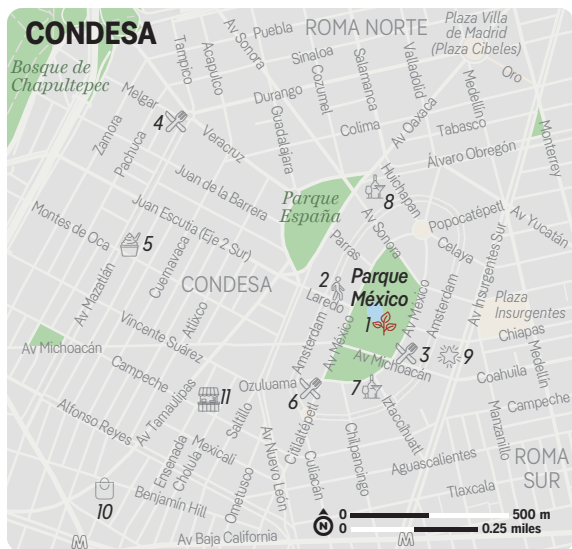 CONDESA
ROMA NORTE
Plaza Villa
de Madrid
(Plaza Cibeles)
Bosque de
Chapultepec
Tampico
Acapulco
Av Sonora
Puebla
Sinaloa
Cozumel
Salamanca
Valladolid
Medellín
Oro
Melgar
4
Durango
Guadalajara
Colima
Av Oaxaca
Tabasco
Monterrey
Zamora
Pachuca
Veracruz
Álvaro Obregón
Juan de la Barrera
Parque
España
Huichapan
8
Juan Escutia (Eje 2 Sur)
Montes de Oca
5
Cuernavaca
Parras
Av Sonora
Popocatépetl
Av Yucatán
Celaya
Av Insurgentes Sur
CONDESA
Av Mazatlán
Atlixco
2
Laredo
Parque
México
1
Av México
Amsterdam
Plaza
Insurgentes
Vincente Suárez
Amsterdam
Av México
Chiapas
Medellín
Av Michoacán
Av Michoacán
3
9
Campeche
Coahuila
11
Ozuluama
6
7
Iztaccíhuatl
Campeche
Alfonso Reyes
Av Tamaulipas
Saltillo
Citlaltépetl
Manzanillo
Ensenada
Cholula
Mexicali
Av Nuevo León
Culiacán
Chilpancingo
Aguascalientes
ROMA
SUR
10
Benjamín Hill
Ometusco
Tlaxcala
Av Baja California
M
M
N
0
500 m
0
0.25 miles